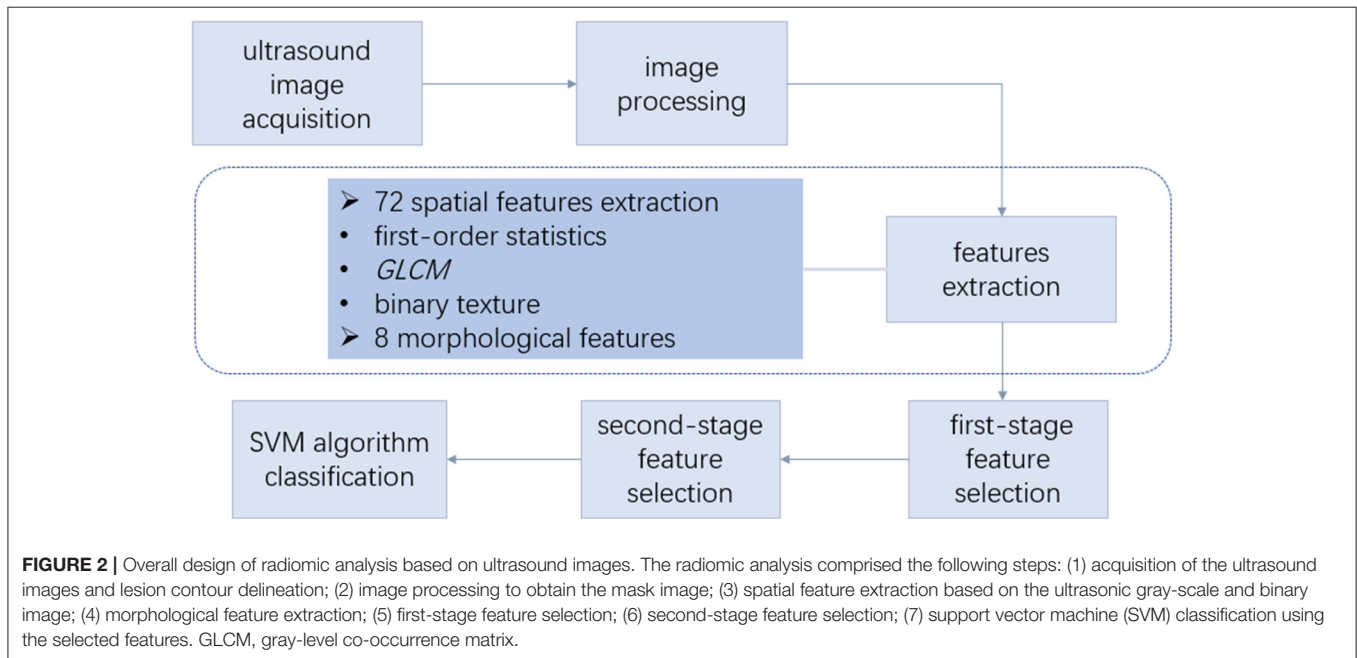 ultrasound
image
acquisition
image
processing
➢ 72 spatial features extraction
• first-order statistics
• GLCM
• binary texture
➢ 8 morphological features
features
extraction
SVM algorithm
classification
second-stage
feature
selection
first-stage
feature
selection
FIGURE 2 | Overall design of radiomic analysis based on ultrasound images. The radiomic analysis comprised the following steps: (1) acquisition of the ultrasound
images and lesion contour delineation; (2) image processing to obtain the mask image; (3) spatial feature extraction based on the ultrasonic gray-scale and binary
image; (4) morphological feature extraction; (5) first-stage feature selection; (6) second-stage feature selection; (7) support vector machine (SVM) classification using
the selected features. GLCM, gray-level co-occurrence matrix.